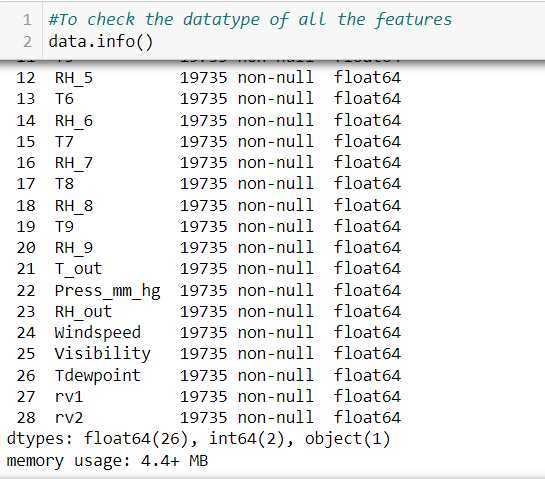 1 #To check the datatype of all the features
2 data.info()
12 RH_5 19735 non-null float64
13 T6 19735 non-null float64
14 RH_6 19735 non-null float64
15 T7 19735 non-null float64
16 RH_7 19735 non-null float64
17 T8 19735 non-null float64
18 RH_8 19735 non-null float64
19 T9 19735 non-null float64
20 RH_9 19735 non-null float64
21 T_out 19735 non-null float64
22 Press_mm_hg 19735 non-null float64
23 RH_out 19735 non-null float64
24 Windspeed 19735 non-null float64
25 Visibility 19735 non-null float64
26 Tdewpoint 19735 non-null float64
27 rv1 19735 non-null float64
28 rv2 19735 non-null float64
dtypes: float64(26), int64(2), object(1)
memory usage: 4.4+ MB